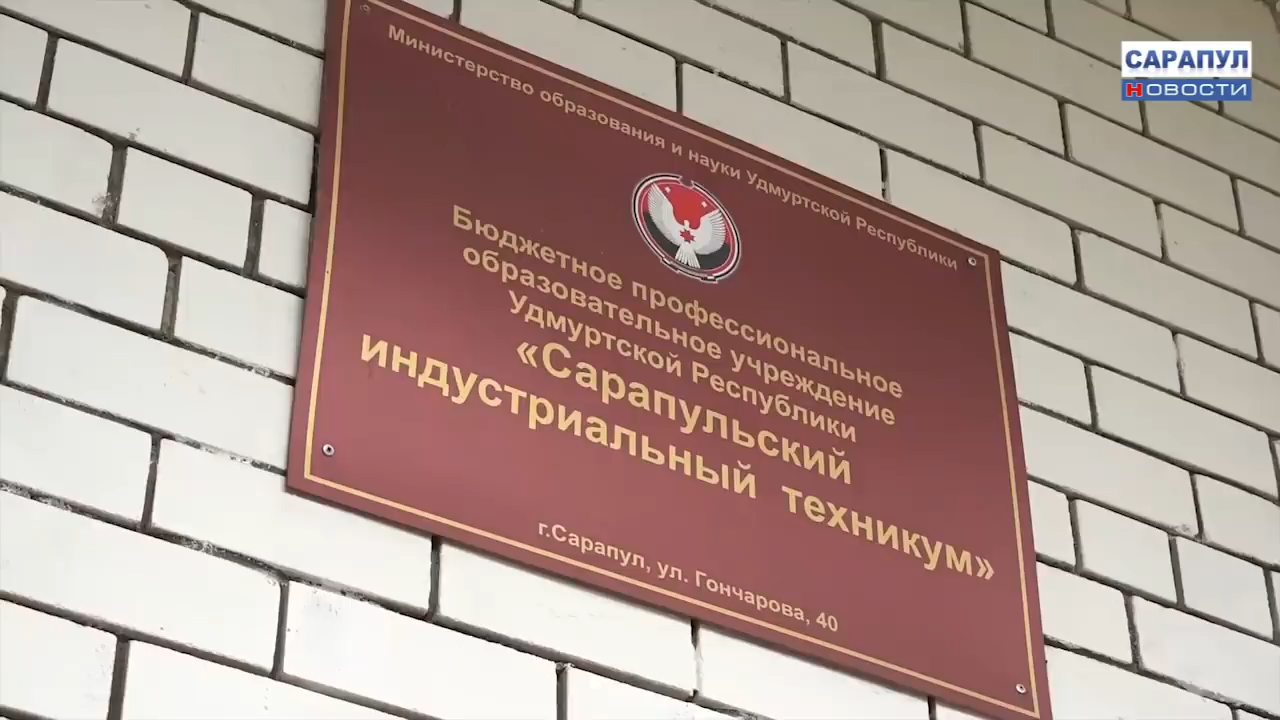 САРАПУЛ
НОВОСТИ
Министерство образования и науки Удмуртской Республики
Бюджетное профессиональное
образовательное учреждение
Удмуртской Республики
«Сарапульский
индустриальный техникум»
г.Сарапул, ул. Гончарова, 40